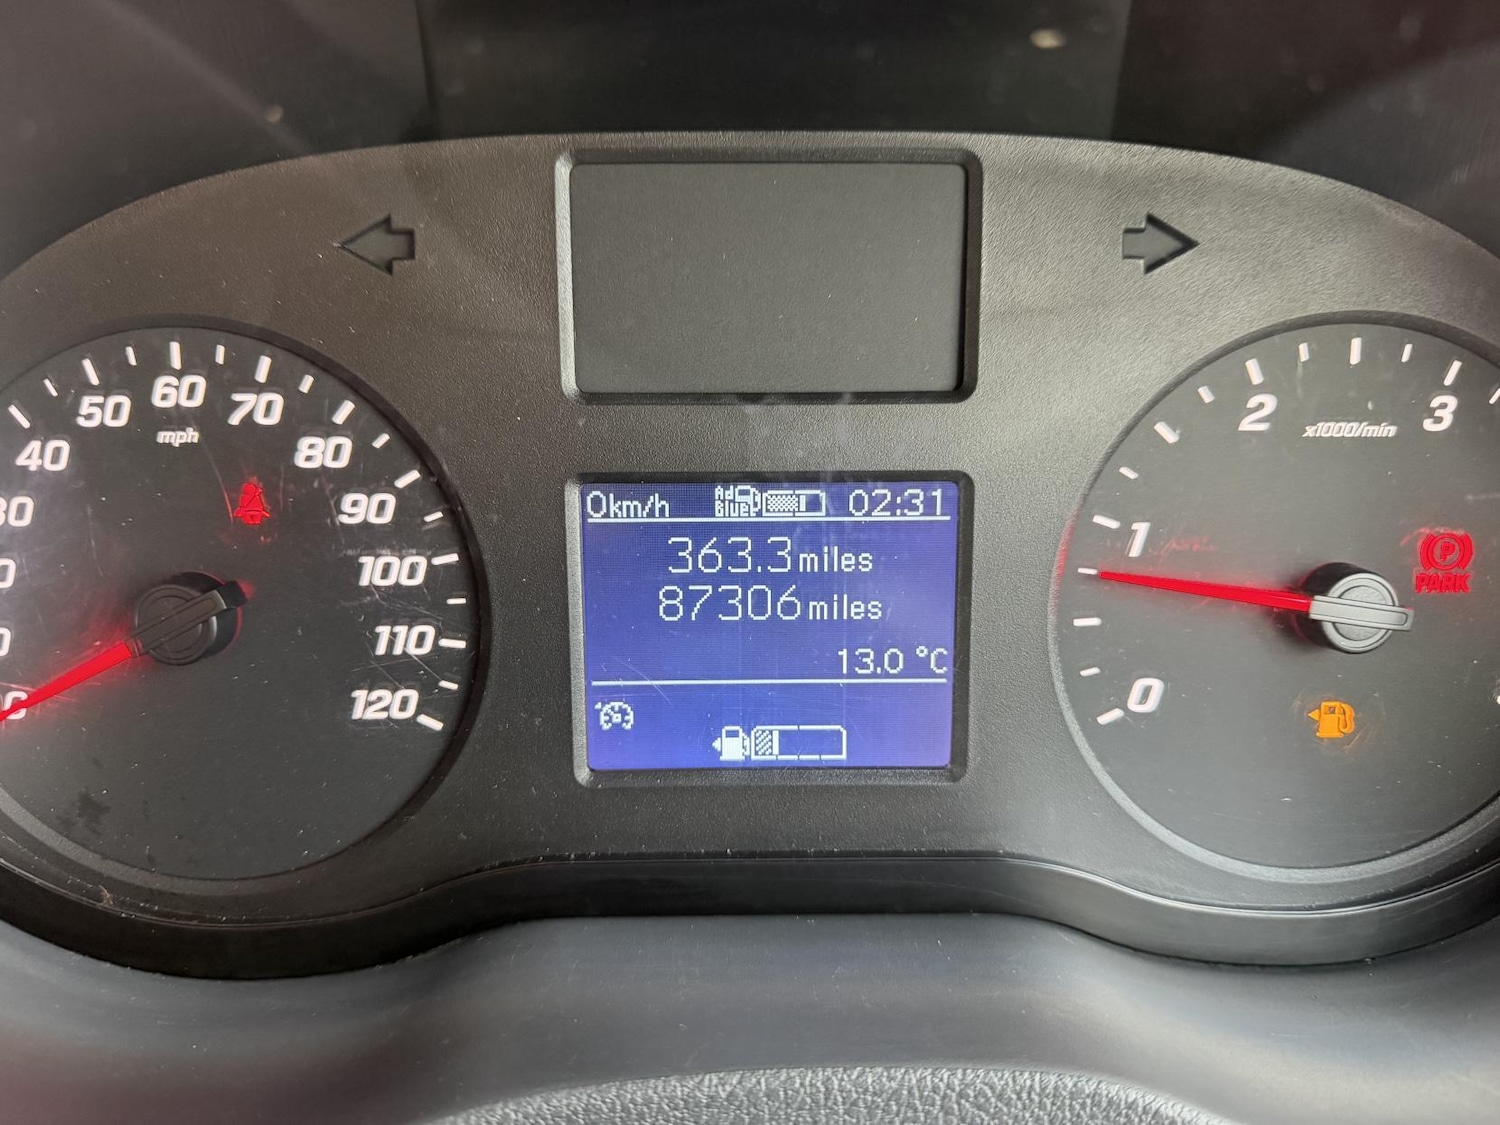 40
50
60
70
80
90
100
110
120
mph
0km/h
Ad
Blue
02:31
363.3 miles
87306 miles
13.0 °C
0
1
2
3
x1000/min
P
PARK